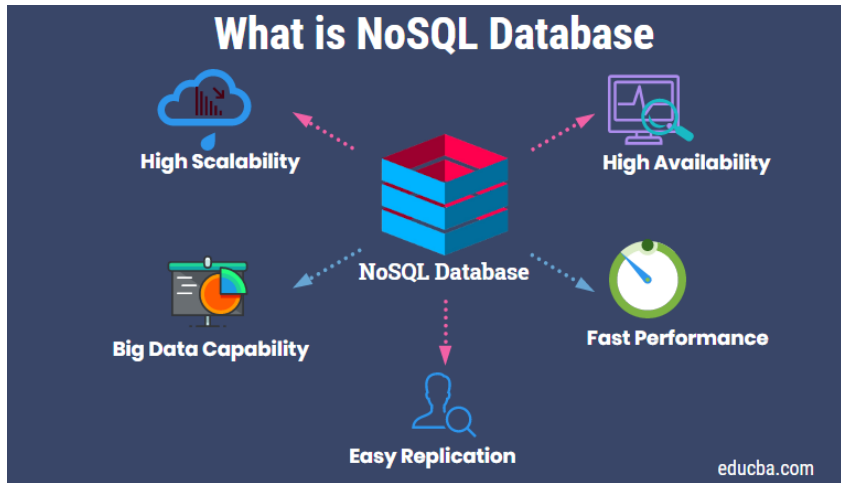 What is NoSQL Database
High Scalability
High Availability
NoSQL Database
Big Data Capability
Fast Performance
Easy Replication
educba.com